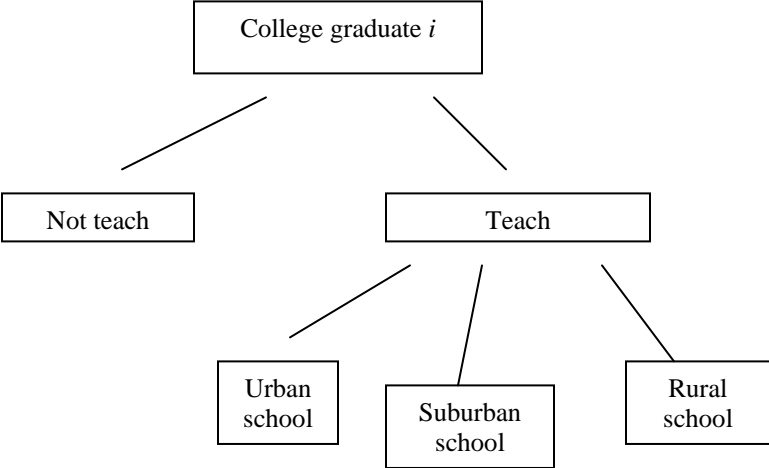 College graduate i
Not teach
Teach
Urban
school
Suburban
school
Rural
school